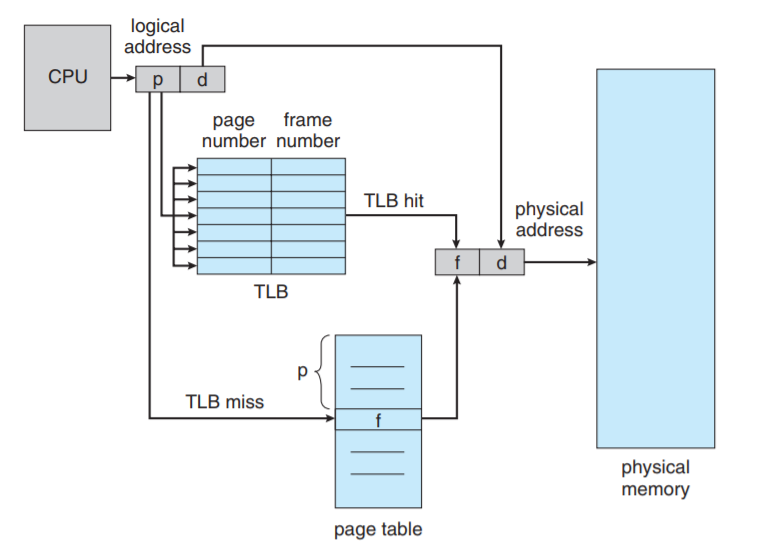 logical
address
CPU
p
d
page
number
frame
number
TLB hit
TLB
physical
address
f
d
p
TLB miss
f
page table
physical
memory